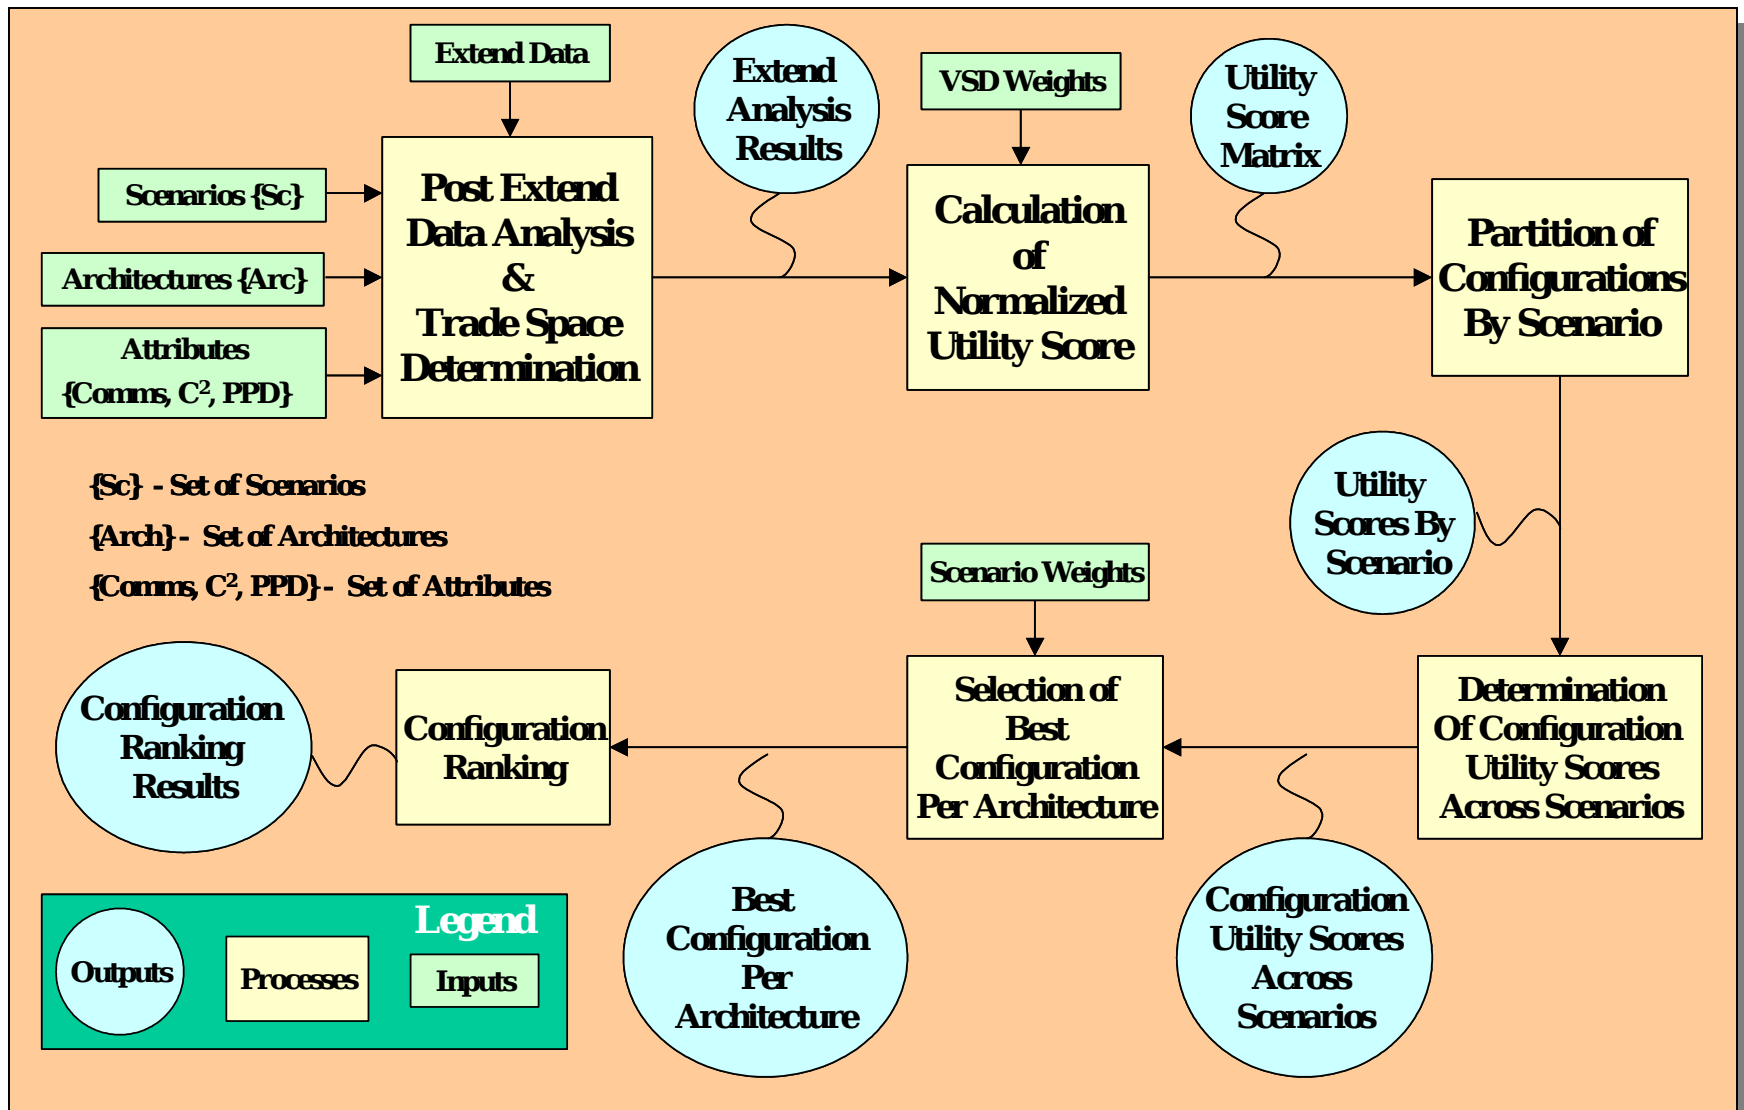 Extend Data
Extend
Analysis
Results
VSD Weights
Utility
Score
Matrix
Scenarios {Sc}
Architectures {Arc}
Attributes
{Comms, C², PPD}
Post Extend
Data Analysis
&
Trade Space
Determination
Calculation
of
Normalized
Utility Score
Partition of
Configurations
By Scenario
{Sc} - Set of Scenarios
{Arch} - Set of Architectures
{Comms, C², PPD} - Set of Attributes
Utility
Scores By
Scenario
Scenario Weights
Configuration
Ranking
Results
Configuration
Ranking
Selection of
Best
Configuration
Per Architecture
Determination
Of Configuration
Utility Scores
Across Scenarios
Best
Configuration
Per
Architecture
Configuration
Utility Scores
Across
Scenarios
Legend
Outputs
Processes
Inputs